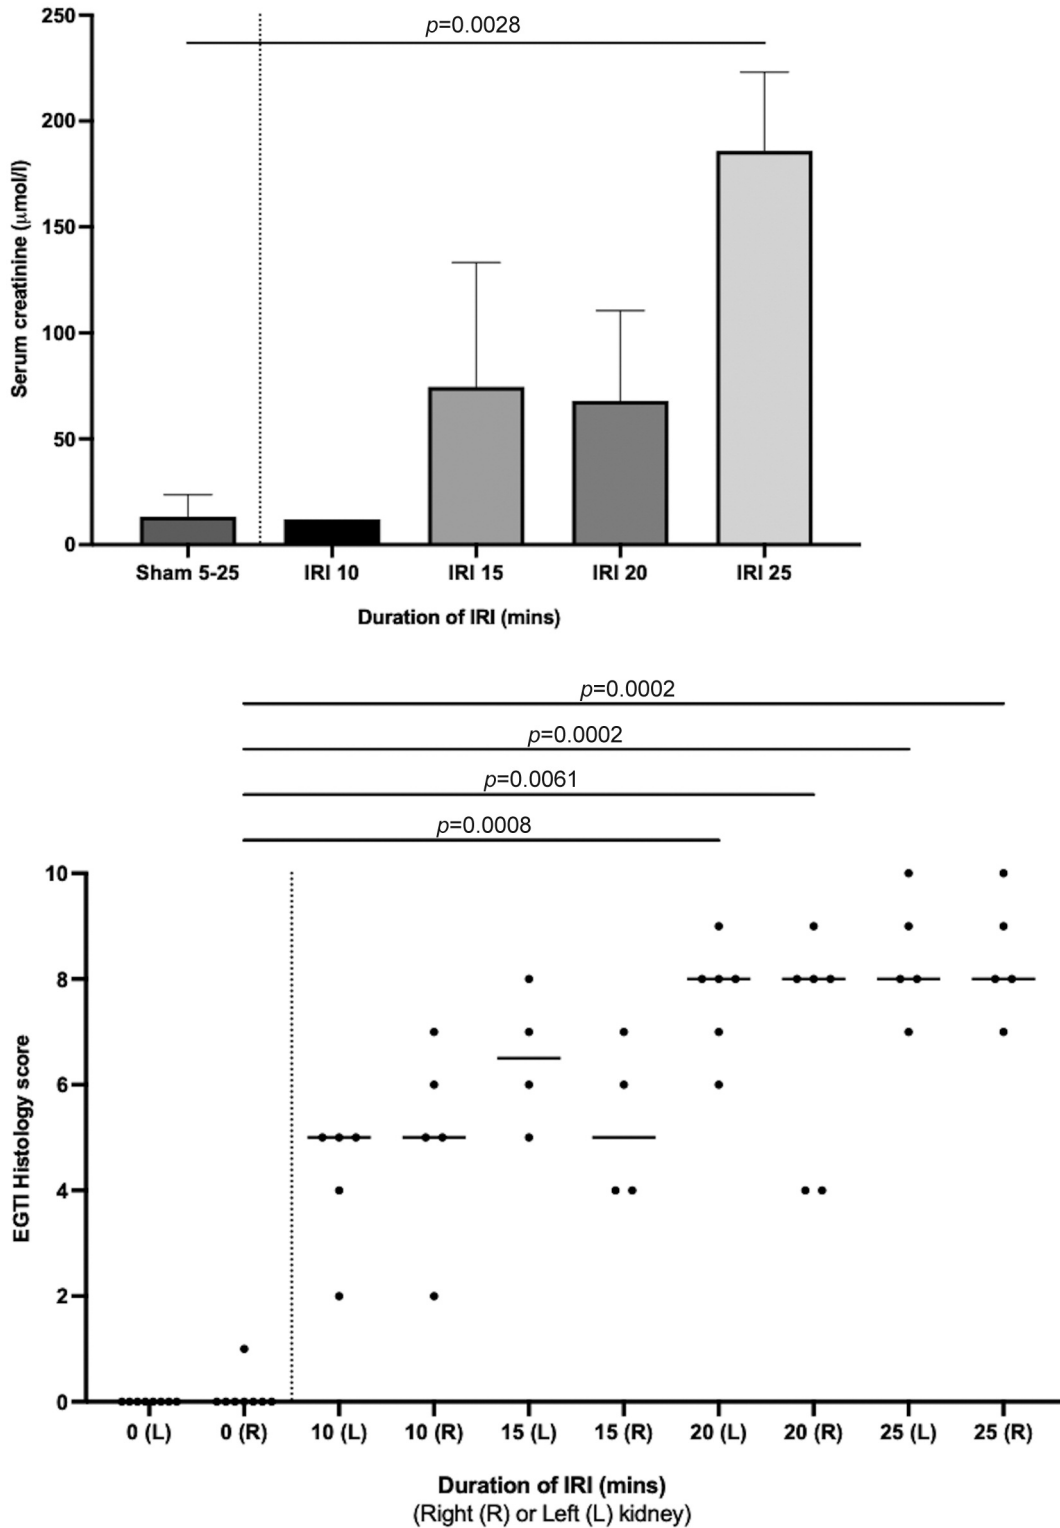 p=0.0028
250
200
150
100
50
0
Serum creatinine (μmol/l)
Sham 5-25 IRI 10 IRI 15 IRI 20 IRI 25
Duration of IRI (mins)
p=0.0002
p=0.0002
p=0.0061
p=0.0008
10
8
6
4
2
0
EGTI Histology score
0 (L) 0 (R) 10 (L) 10 (R) 15 (L) 15 (R) 20 (L) 20 (R) 25 (L) 25 (R)
Duration of IRI (mins)
(Right (R) or Left (L) kidney)